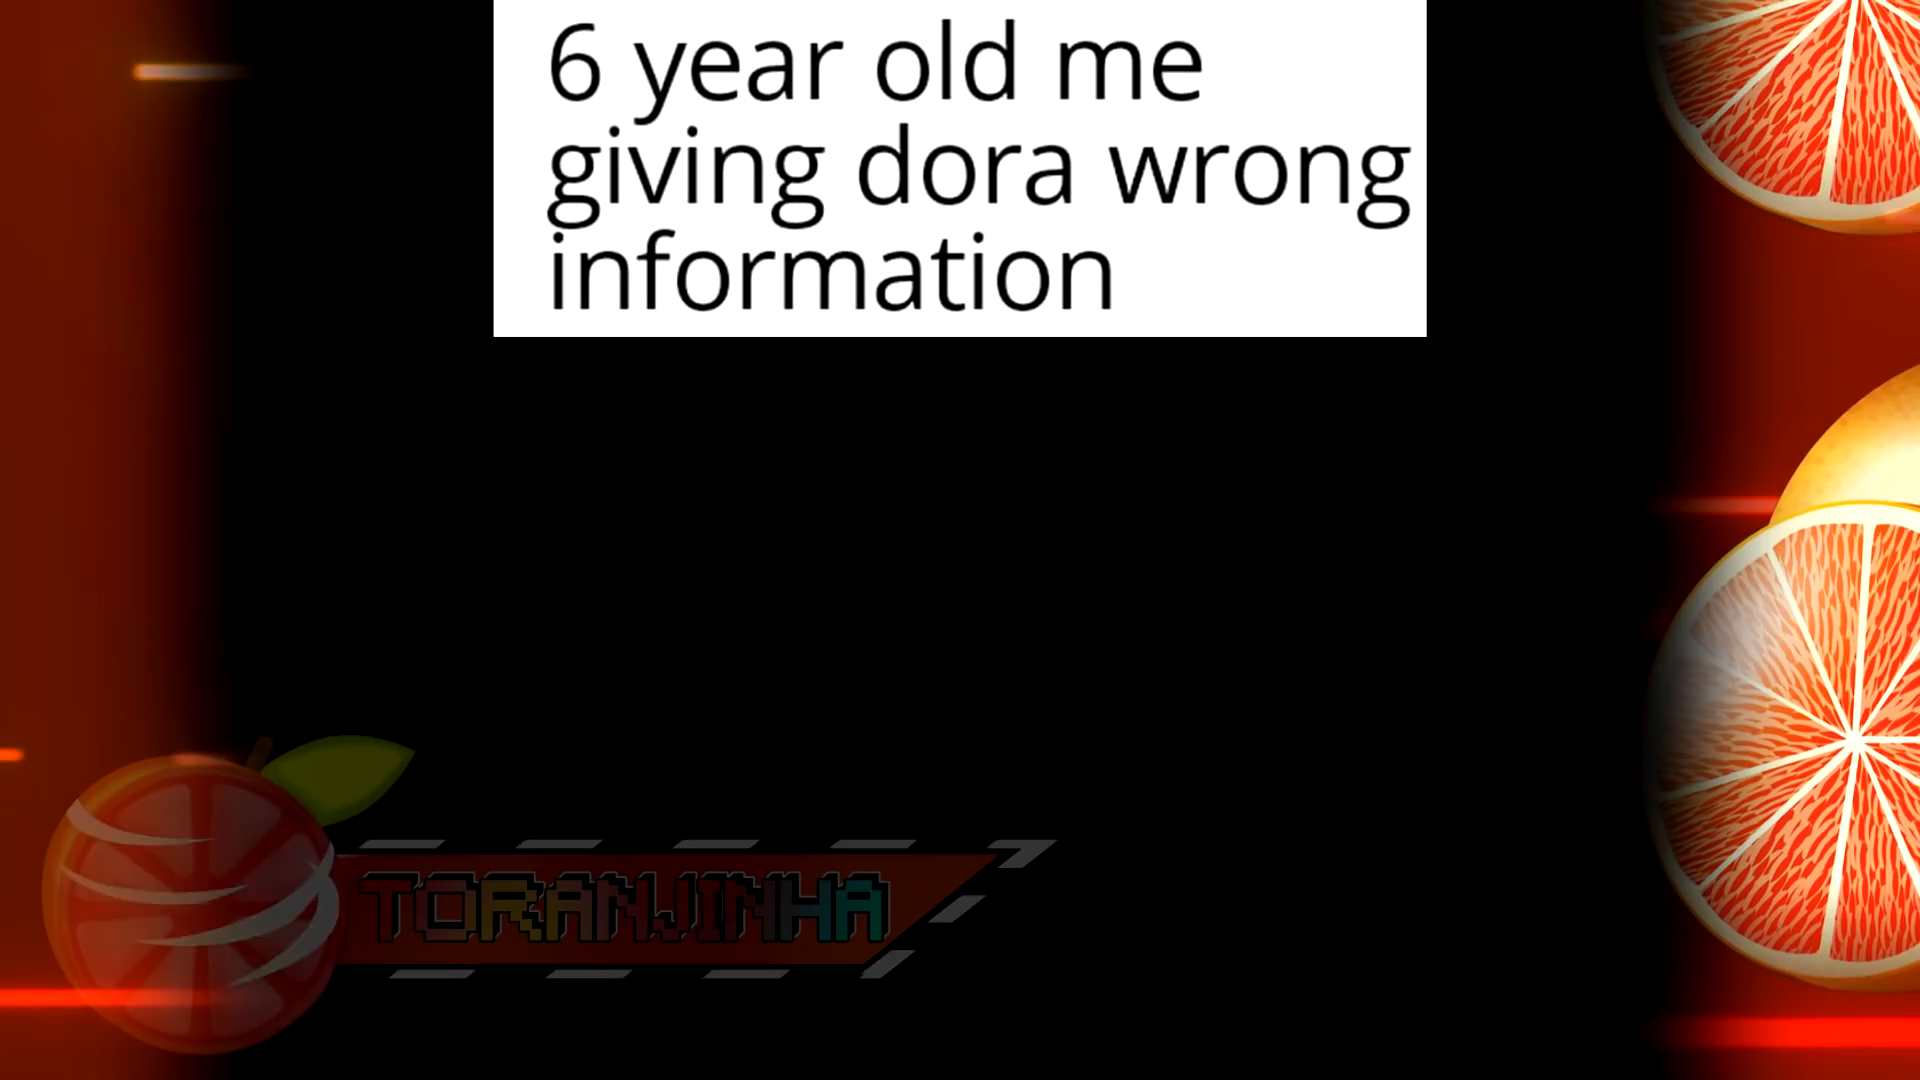 6 year old me
giving dora wrong
information
TORANJINHA